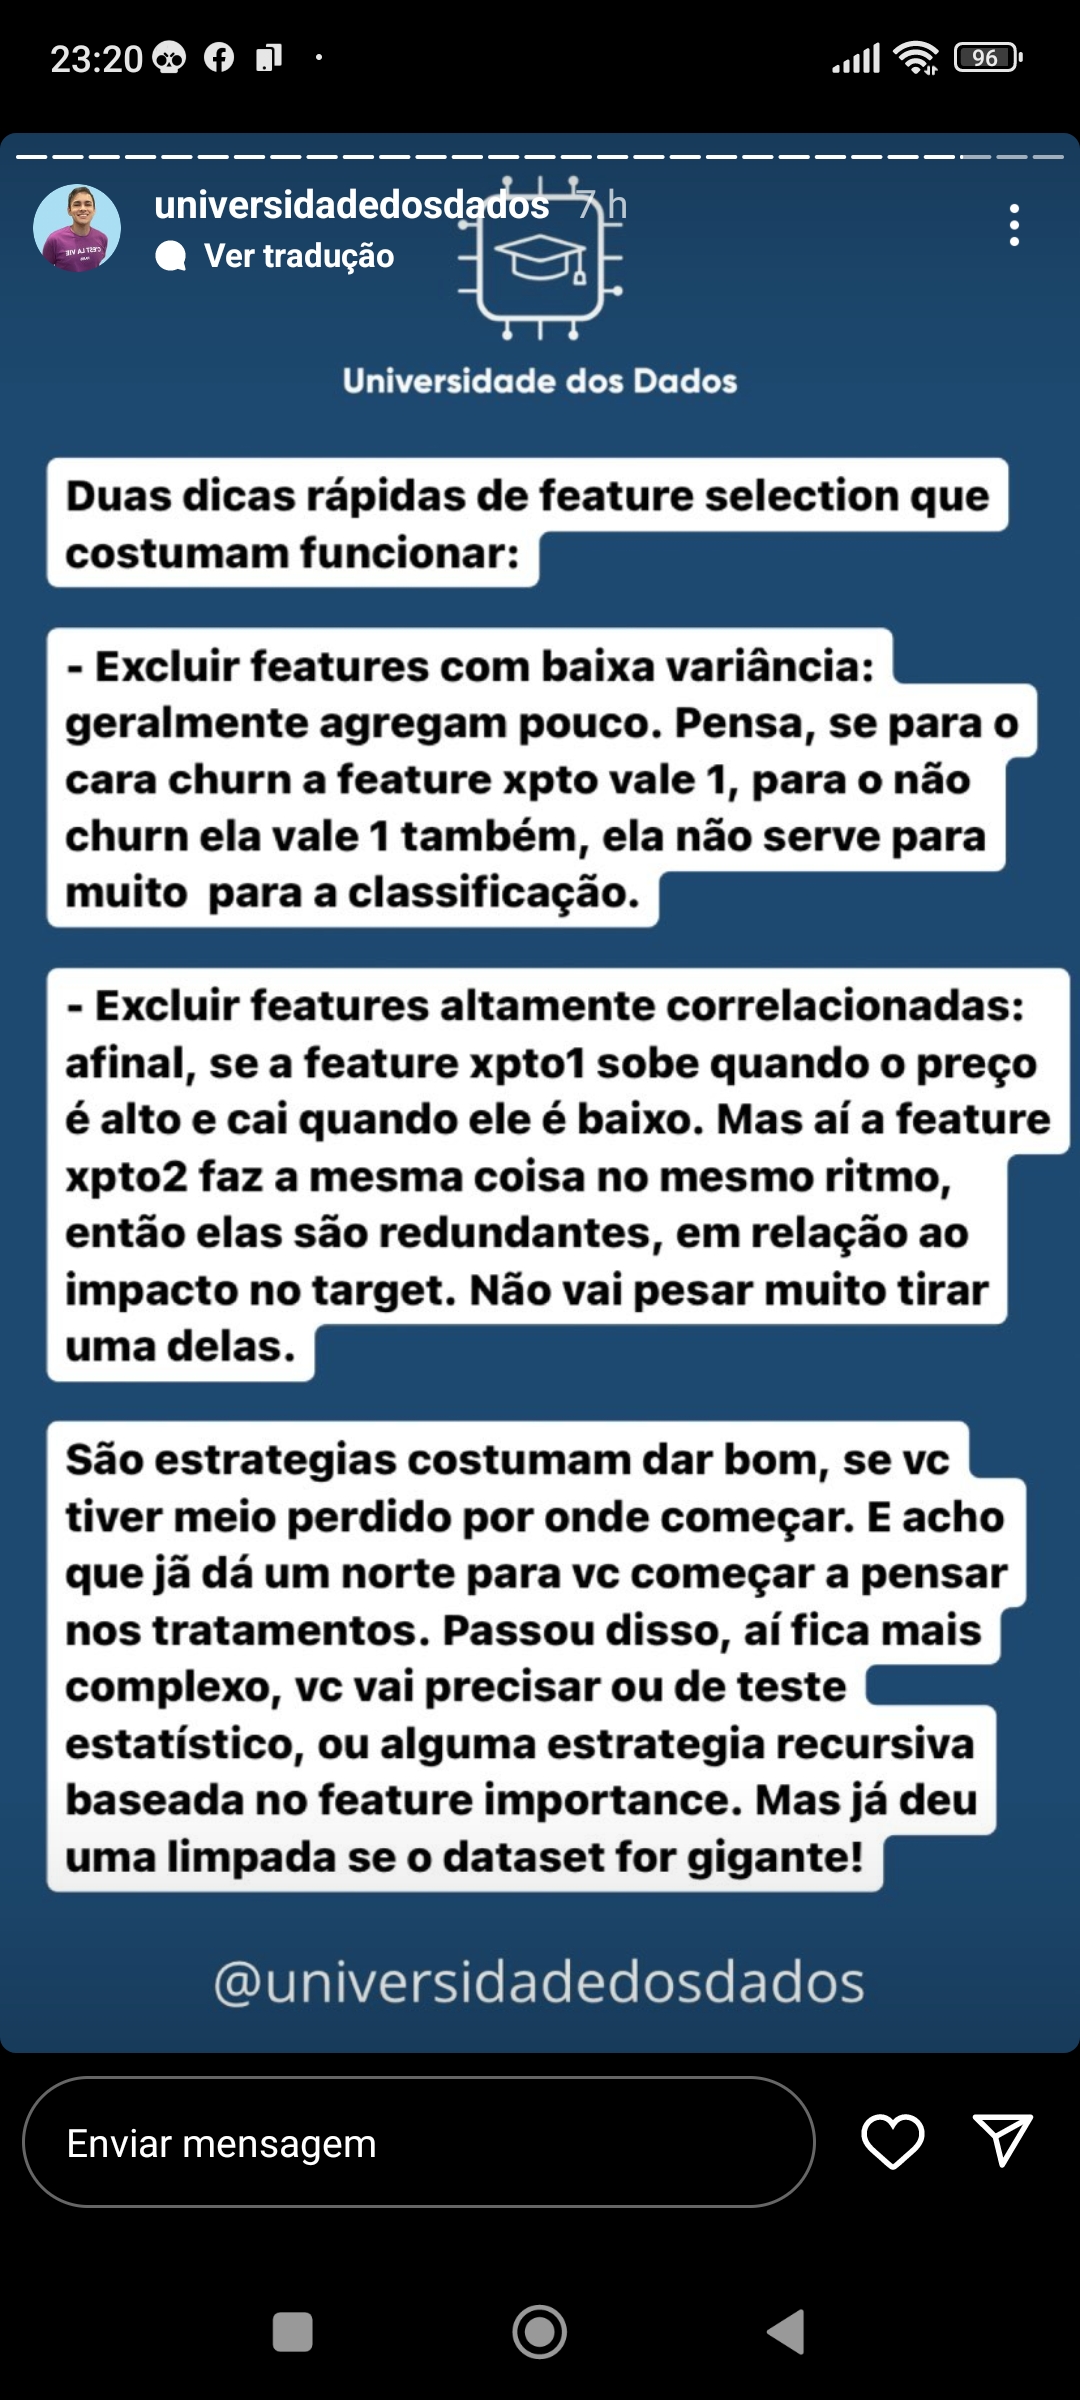 23:20
96
universidadedosdados 7 h
Ver tradução
C'EST LA VIE
Universidade dos Dados
Duas dicas rápidas de feature selection que
costumam funcionar:
- Excluir features com baixa variância:
geralmente agregam pouco. Pensa, se para o
cara churn a feature xpto vale 1, para o não
churn ela vale 1 também, ela não serve para
muito  para a classificação.
- Excluir features altamente correlacionadas:
afinal, se a feature xpto1 sobe quando o preço
é alto e cai quando ele é baixo. Mas aí a feature
xpto2 faz a mesma coisa no mesmo ritmo,
então elas são redundantes, em relação ao
impacto no target. Não vai pesar muito tirar
uma delas.
São estrategias costumam dar bom, se vc
tiver meio perdido por onde começar. E acho
que jã dá um norte para vc começar a pensar
nos tratamentos. Passou disso, aí fica mais
complexo, vc vai precisar ou de teste
estatístico, ou alguma estrategia recursiva
baseada no feature importance. Mas já deu
uma limpada se o dataset for gigante!
@universidadedosdados
Enviar mensagem